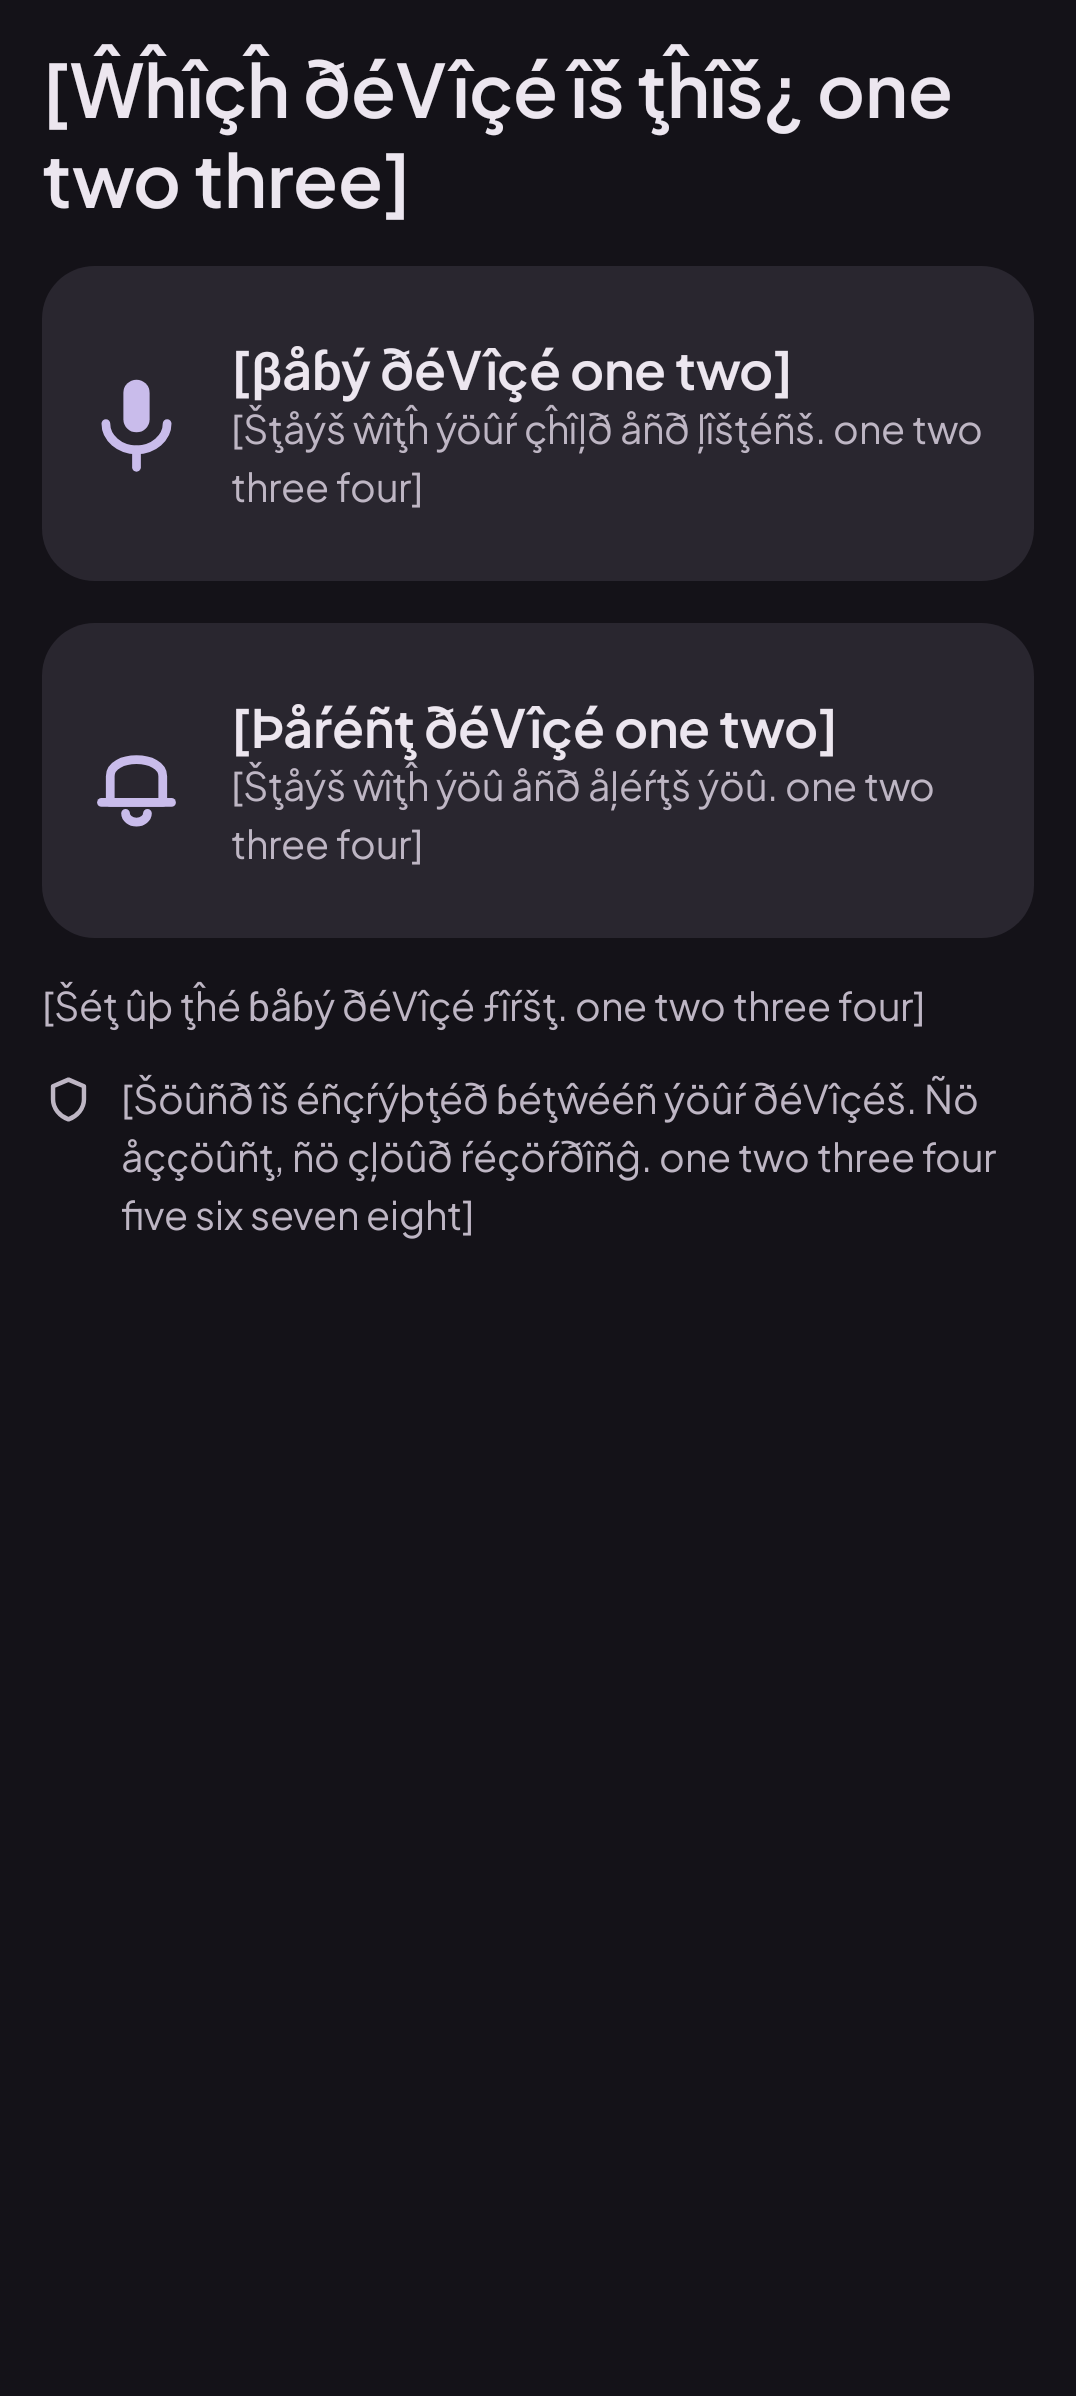 [Ŵĥîçĥ ðéVîçé îš ţĥîš¿ one
two three]
[βåɓý ðéVîçé one two]
[Šţåýš ŵîţĥ ýöûŕ çĥîļð åñð ļîšţéñš. one two
three four]
[Þåŕéñţ ðéVîçé one two]
[Šţåýš ŵîţĥ ýöû åñð åļéŕţš ýöû. one two
three four]
[Šéţ ûþ ţĥé ɓåɓý ðéVîçé ƒîŕšţ. one two three four]
[Šöûñð îš éñçŕýþţéð ɓéţŵééñ ýöûŕ ðéVîçéš. Ñö
åççöûñţ, ñö çļöûð ŕéçöŕðîñĝ. one two three four
five six seven eight]